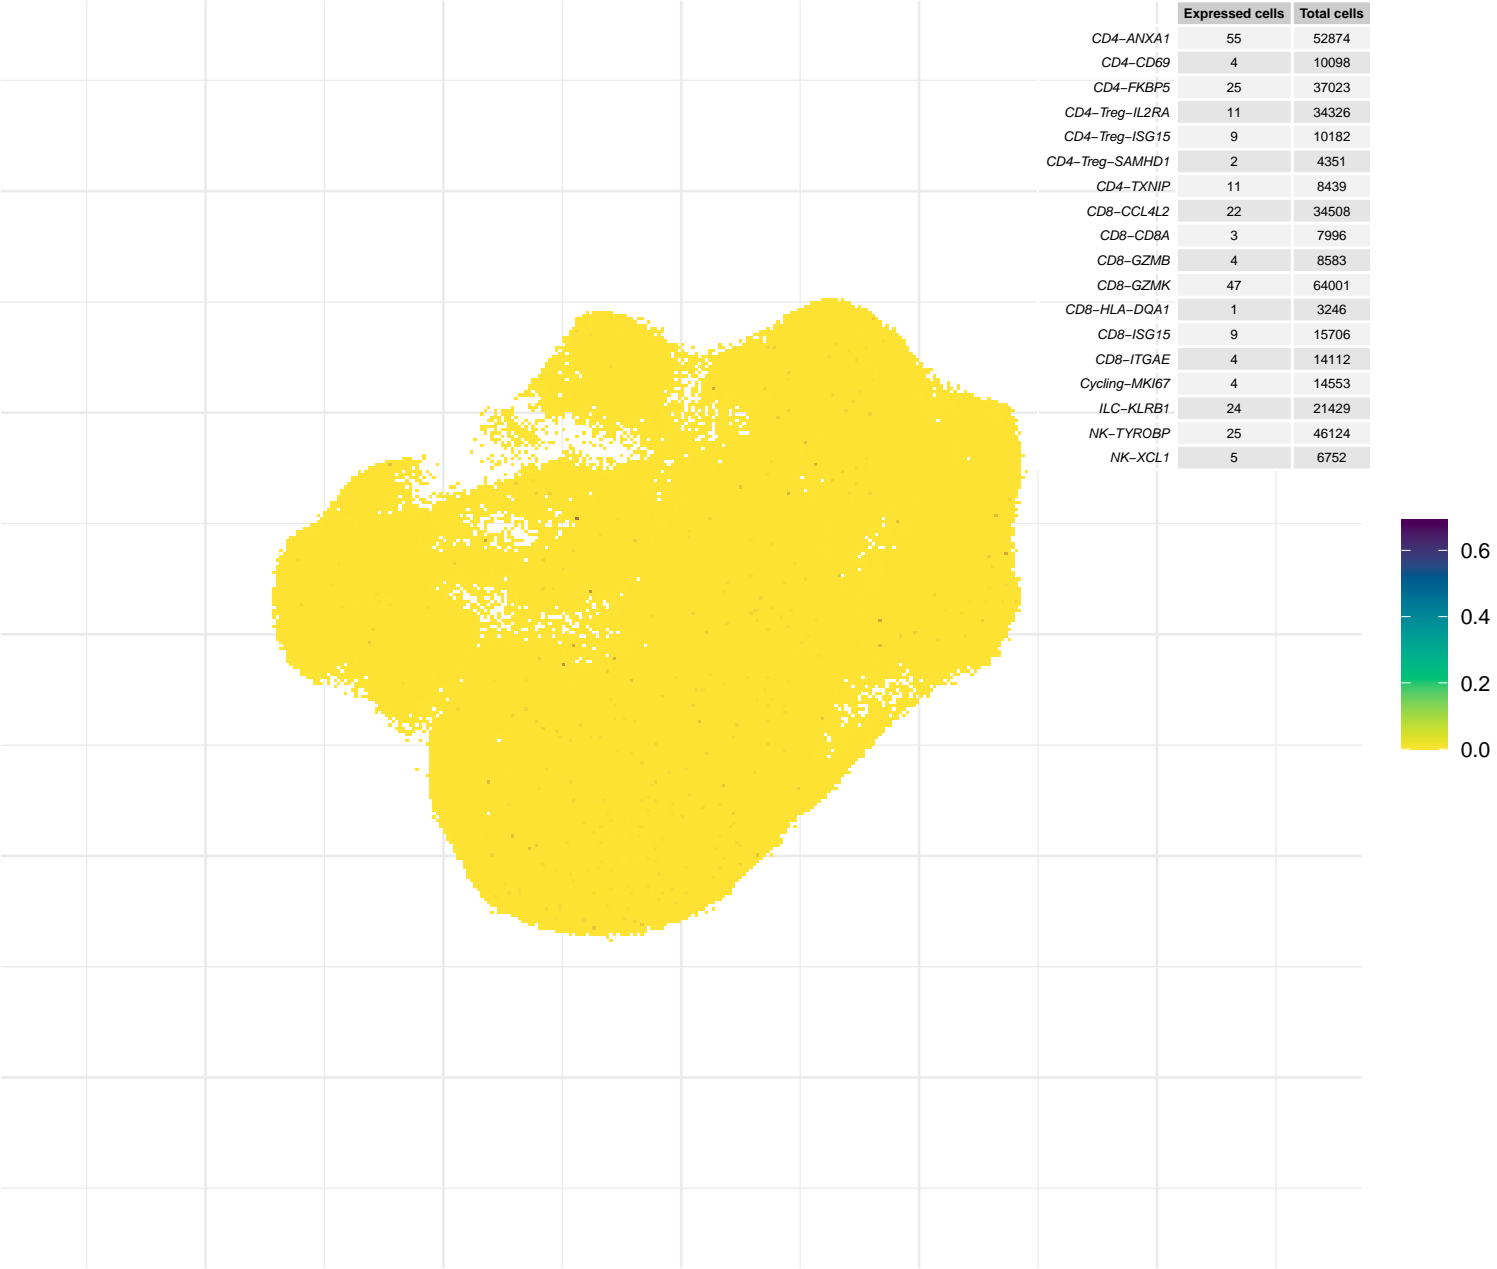 Expressed cells Total cells
CD4−ANXA1 55 52874
CD4−CD69 4 10098
CD4−FKBP5 25 37023
CD4−Treg−IL2RA 11 34326
CD4−Treg−ISG15 9 10182
CD4−Treg−SAMHD1 2 4351
CD4−TXNIP 11 8439
CD8−CCL4L2 22 34508
CD8−CD8A 3 7996
CD8−GZMB 4 8583
CD8−GZMK 47 64001
CD8−HLA−DQA1 1 3246
CD8−ISG15 9 15706
CD8−ITGAE 4 14112
Cycling−MKI67 4 14553
ILC−KLRB1 24 21429
NK−TYROBP 25 46124
NK−XCL1 5 6752
0.6
0.4
0.2
0.0